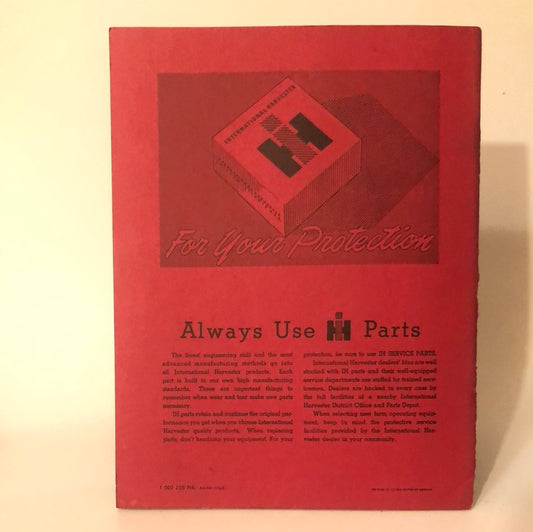 INTERNATIONAL HARVESTER
IH
For Your Protection
Always Use IH Parts
The finest engineering skill and the most
advanced manufacturing methods go into
all International Harvester products. Each
part is built to our own high manufacturing
standards. These are important things to
remember when wear and tear make new parts
necessary.
IH parts retain and continue the original per-
formance you get when you choose International
Harvester quality products. When replacing
parts, don't handicap your equipment. For your
protection, be sure to use IH SERVICE PARTS.
International Harvester dealers' bins are well
stocked with IH parts and their well-equipped
service departments are staffed by trained serv-
icemen. Dealers are backed in every case by
the full facilities of a nearby International
Harvester District Office and Parts Depot.
When selecting new farm operating equip-
ment, keep in mind the protective service
facilities provided by the International Har-
vester dealer in your community.